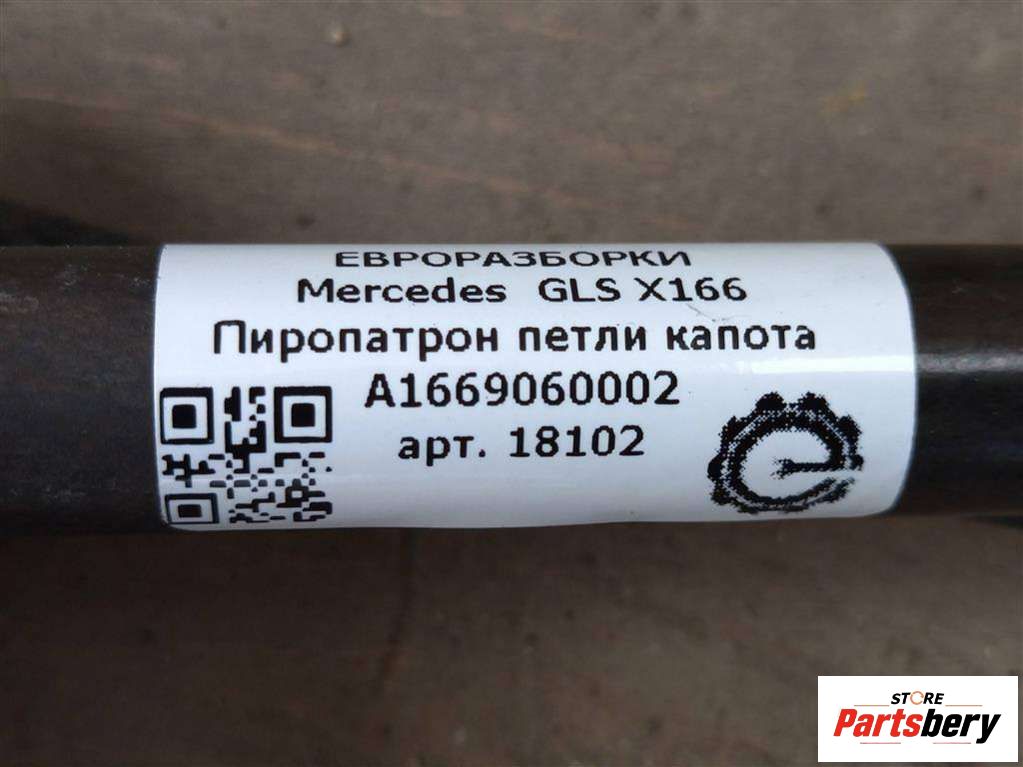 ЕВРОРАЗБОРКИ
Mercedes GLS X166
Пиропатрон петли капота
A1669060002
арт. 18102
STORE
Partsbery